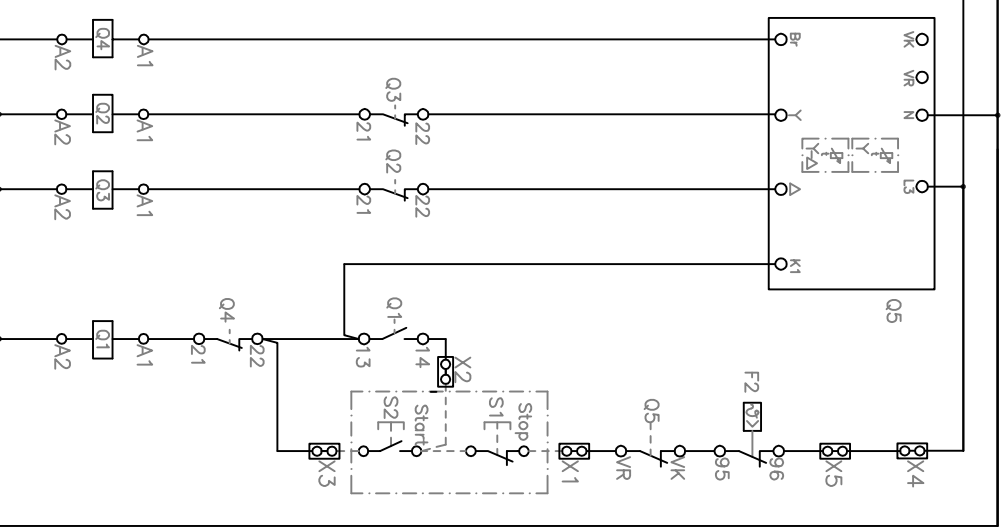 A2 Q4 A1 Br VK
VR
A2 Q2 A1 21 Q3 22 Y N
Y Y Δ
A2 Q3 A1 21 Q2 22 Δ L3
K1
Q5
A2 Q1 A1 21 Q4 22 13 Q1 14
X2
X3 S2 Start S1 Stop X1 VR Q5 VK 95 F2 96 X5 X4